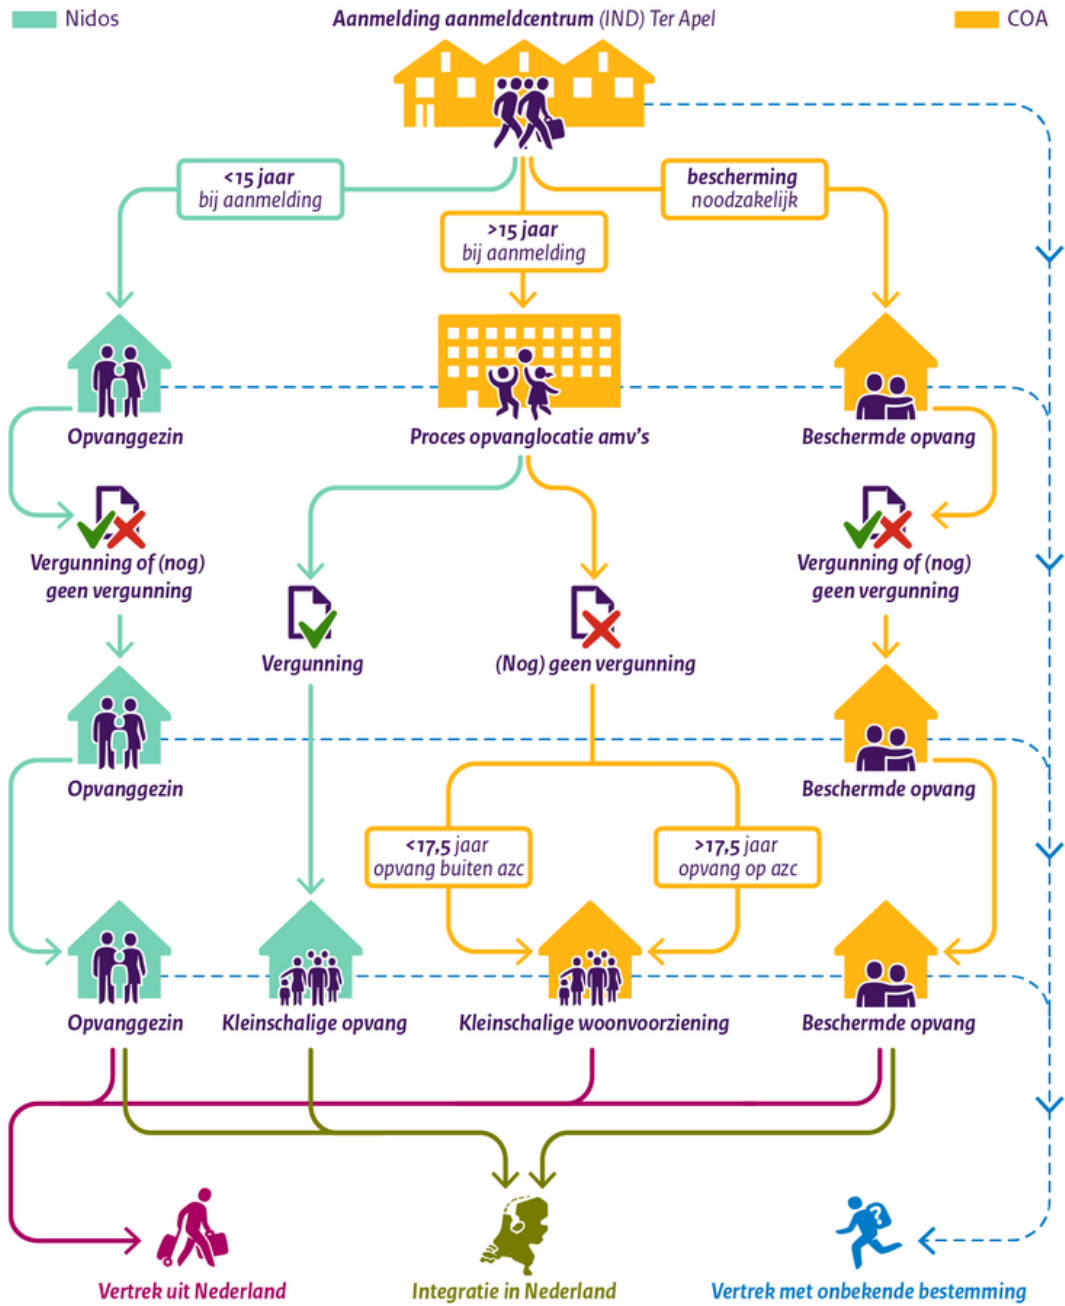 Nidos
Aanmelding aanmeldcentrum (IND) Ter Apel
COA
<15 jaar
bij aanmelding
>15 jaar
bij aanmelding
bescherming
noodzakelijk
Opvanggezin
Proces opvanglocatie amv's
Beschermde opvang
Vergunning of (nog)
geen vergunning
Vergunning of (nog)
geen vergunning
Vergunning
(Nog) geen vergunning
Opvanggezin
Beschermde opvang
<17,5 jaar
opvang buiten azc
>17,5 jaar
opvang op azc
Opvanggezin
Kleinschalige opvang
Kleinschalige woonvoorziening
Beschermde opvang
?
Vertrek uit Nederland
Integratie in Nederland
Vertrek met onbekende bestemming